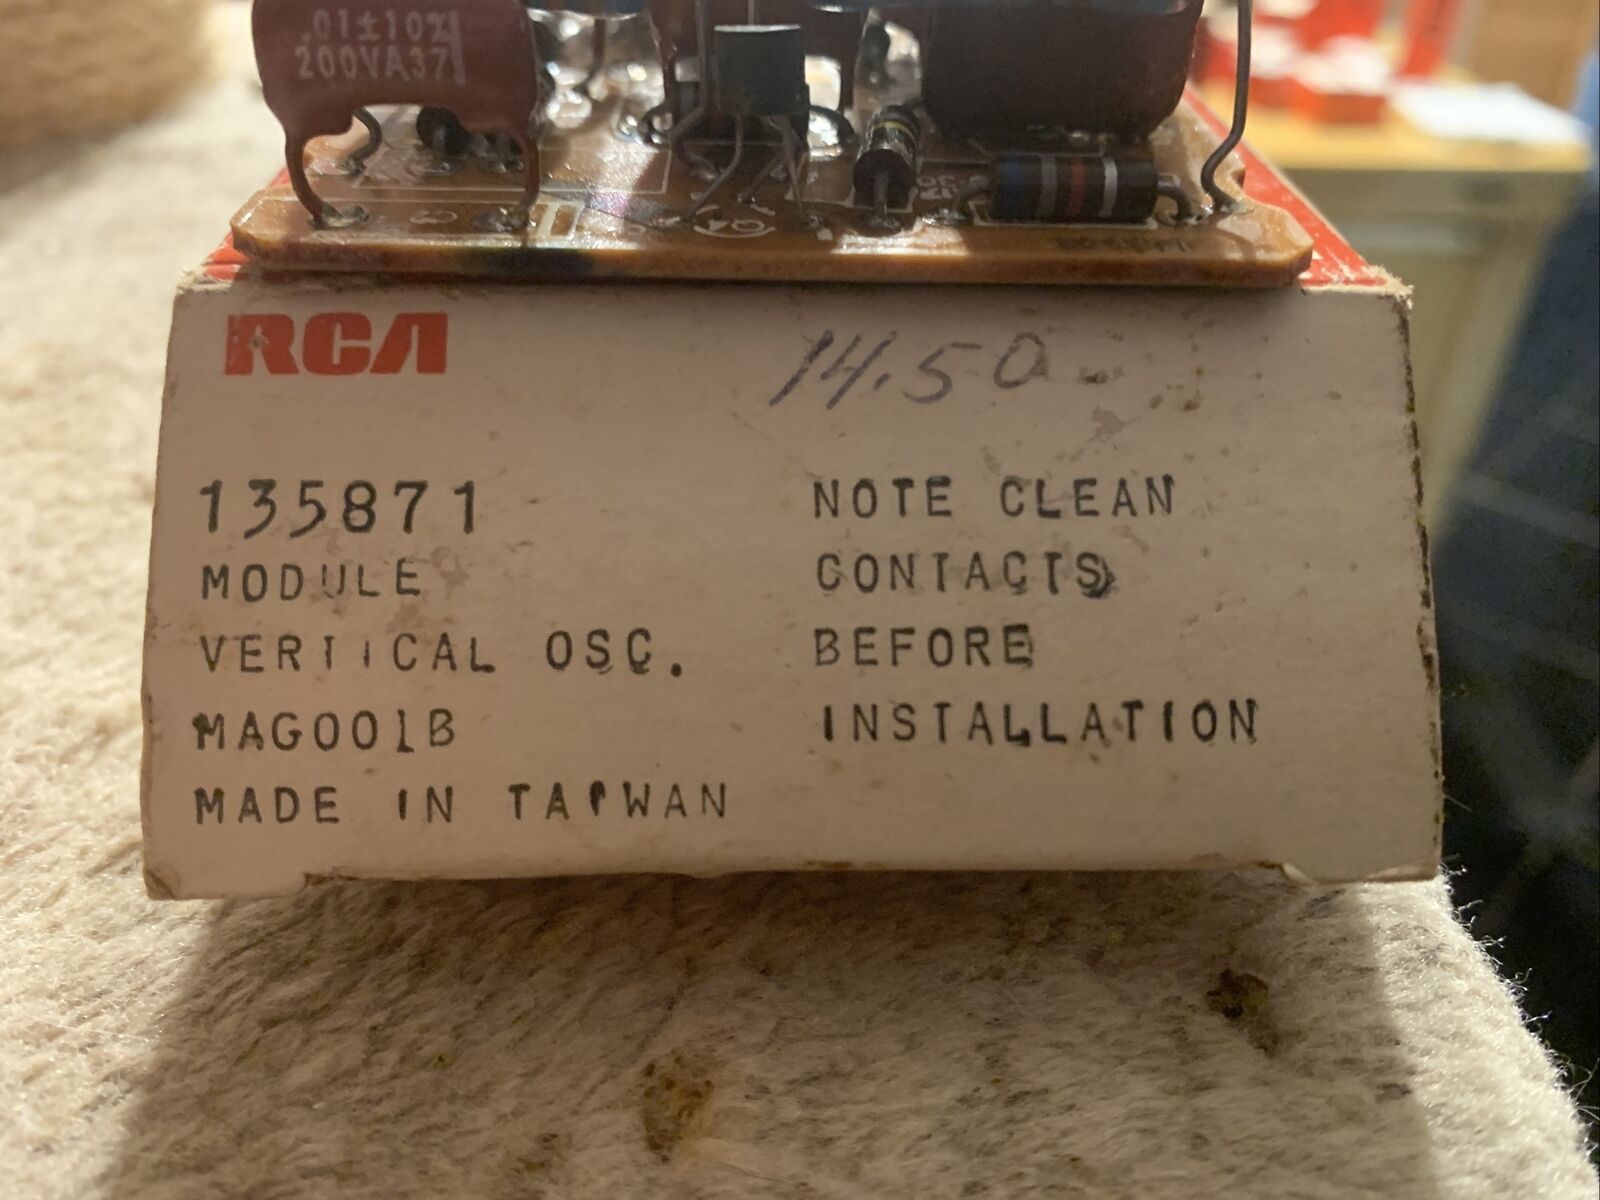 .01±10%
200VA37
RCA
14.50
135871
MODULE
VERTICAL OSC.
MAG001B
MADE IN TAIWAN
NOTE CLEAN
CONTACTS
BEFORE
INSTALLATION